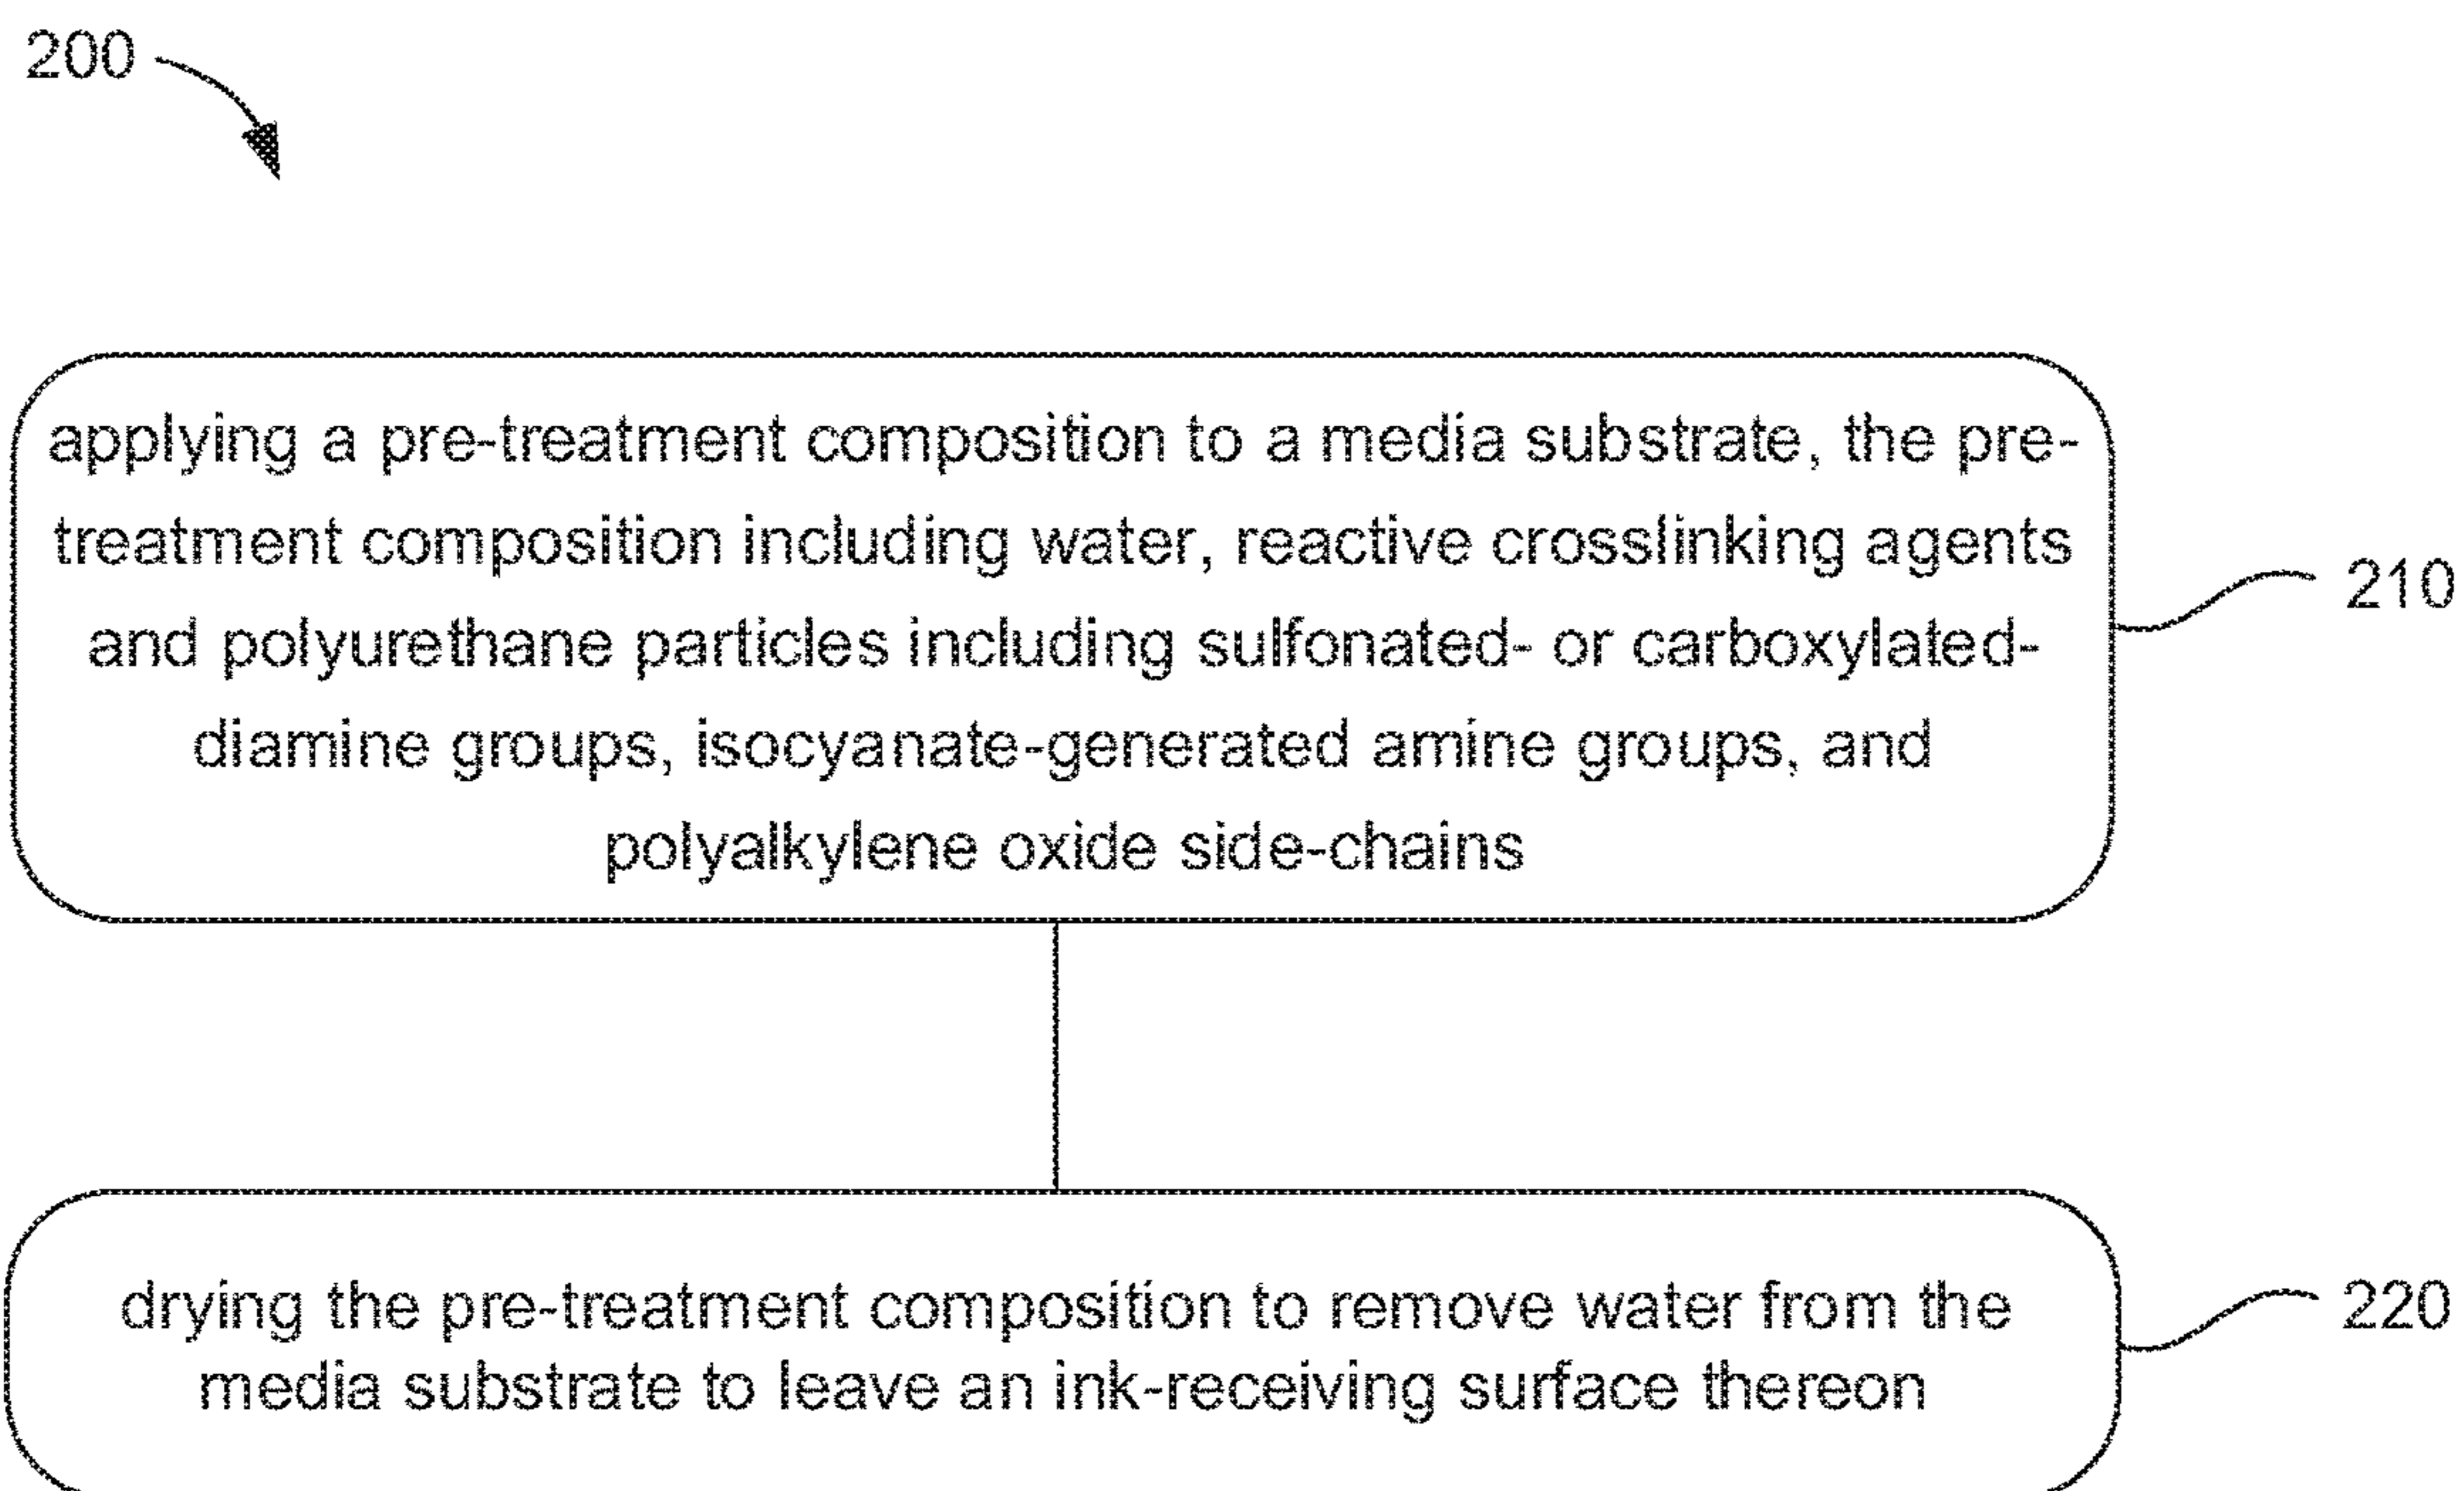 200
applying a pre-treatment composition to a media substrate, the pre-
treatment composition including water, reactive crosslinking agents
and polyurethane particles including sulfonated- or carboxylated-
diamine groups, isocyanate-generated amine groups, and
polyalkylene oxide side-chains
210
drying the pre-treatment composition to remove water from the
media substrate to leave an ink-receiving surface thereon
220